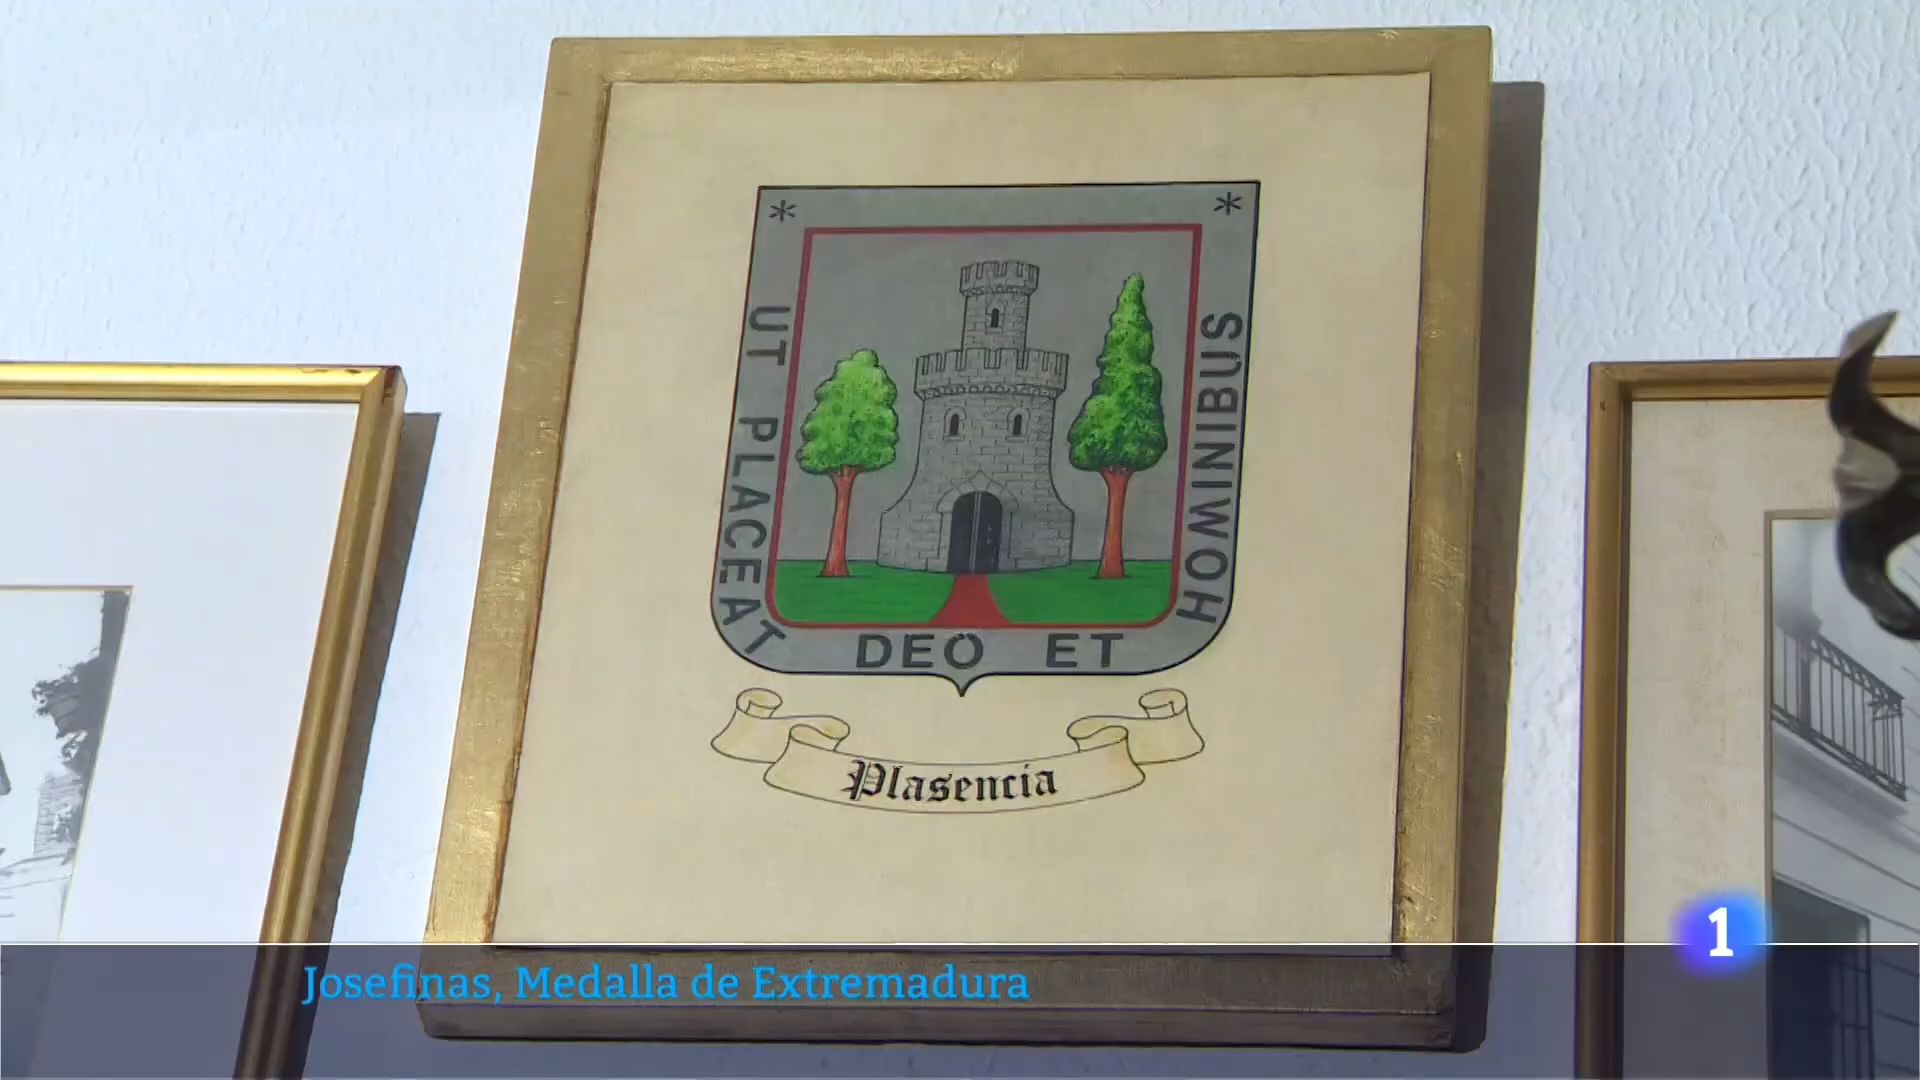 * *
UT PLACEAT
DEO ET
HOMINIBUS
Plasencia
Josefinas, Medalla de Extremadura
1